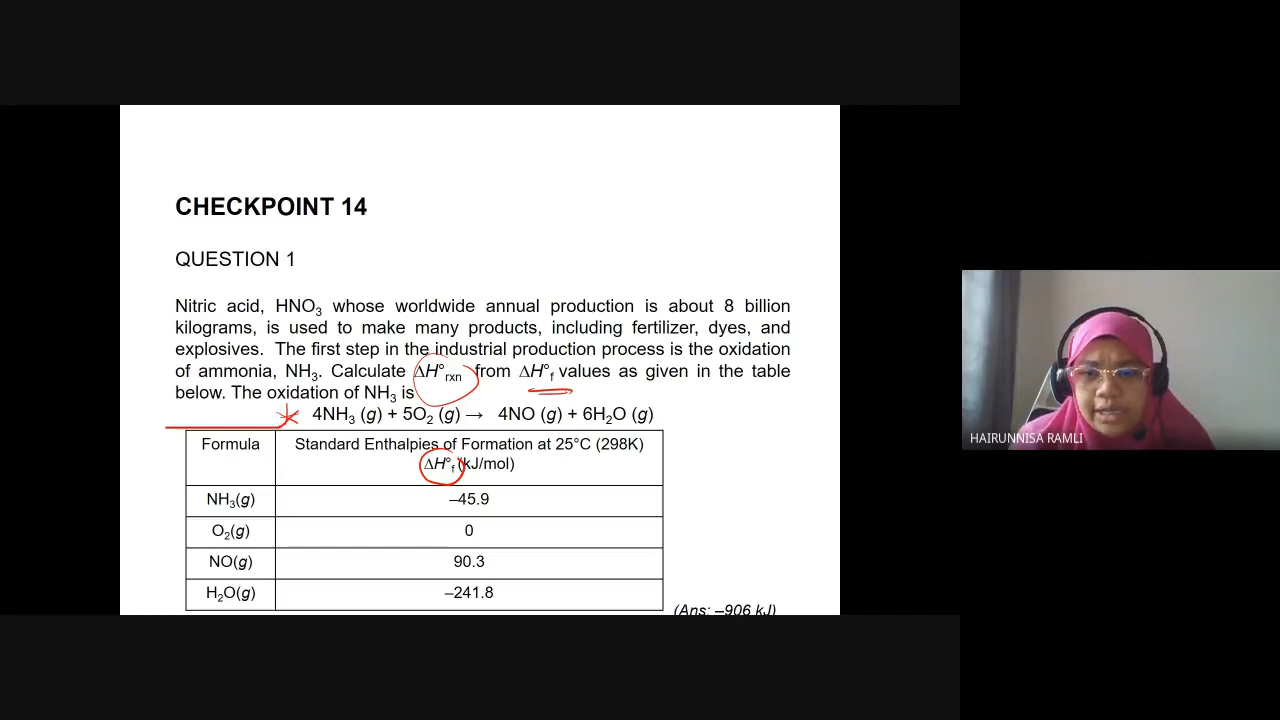 CHECKPOINT 14
QUESTION 1
Nitric acid, HNO₃ whose worldwide annual production is about 8 billion
kilograms, is used to make many products, including fertilizer, dyes, and
explosives. The first step in the industrial production process is the oxidation
of ammonia, NH₃. Calculate ΔH°rxn from ΔH°f values as given in the table
below. The oxidation of NH₃ is
4NH₃ (g) + 5O₂ (g) → 4NO (g) + 6H₂O (g)
Formula Standard Enthalpies of Formation at 25°C (298K)
ΔH°f (kJ/mol)
NH₃(g) –45.9
O₂(g) 0
NO(g) 90.3
H₂O(g) –241.8
(Ans: –906 kJ)
HAIRUNNISA RAMLI